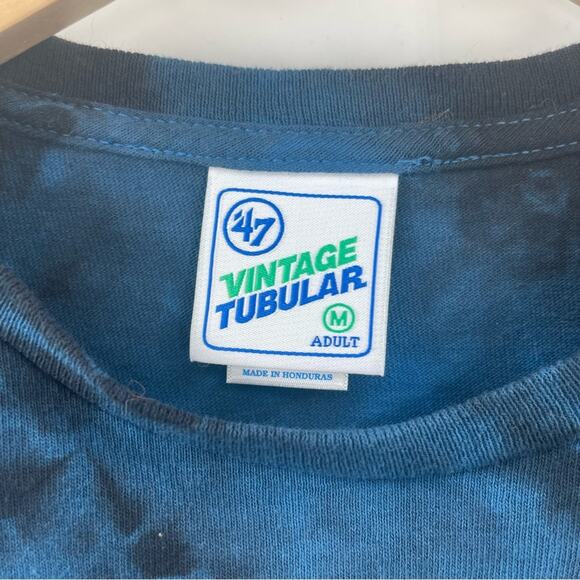 '47
VINTAGE
TUBULAR
M
ADULT
MADE IN HONDURAS